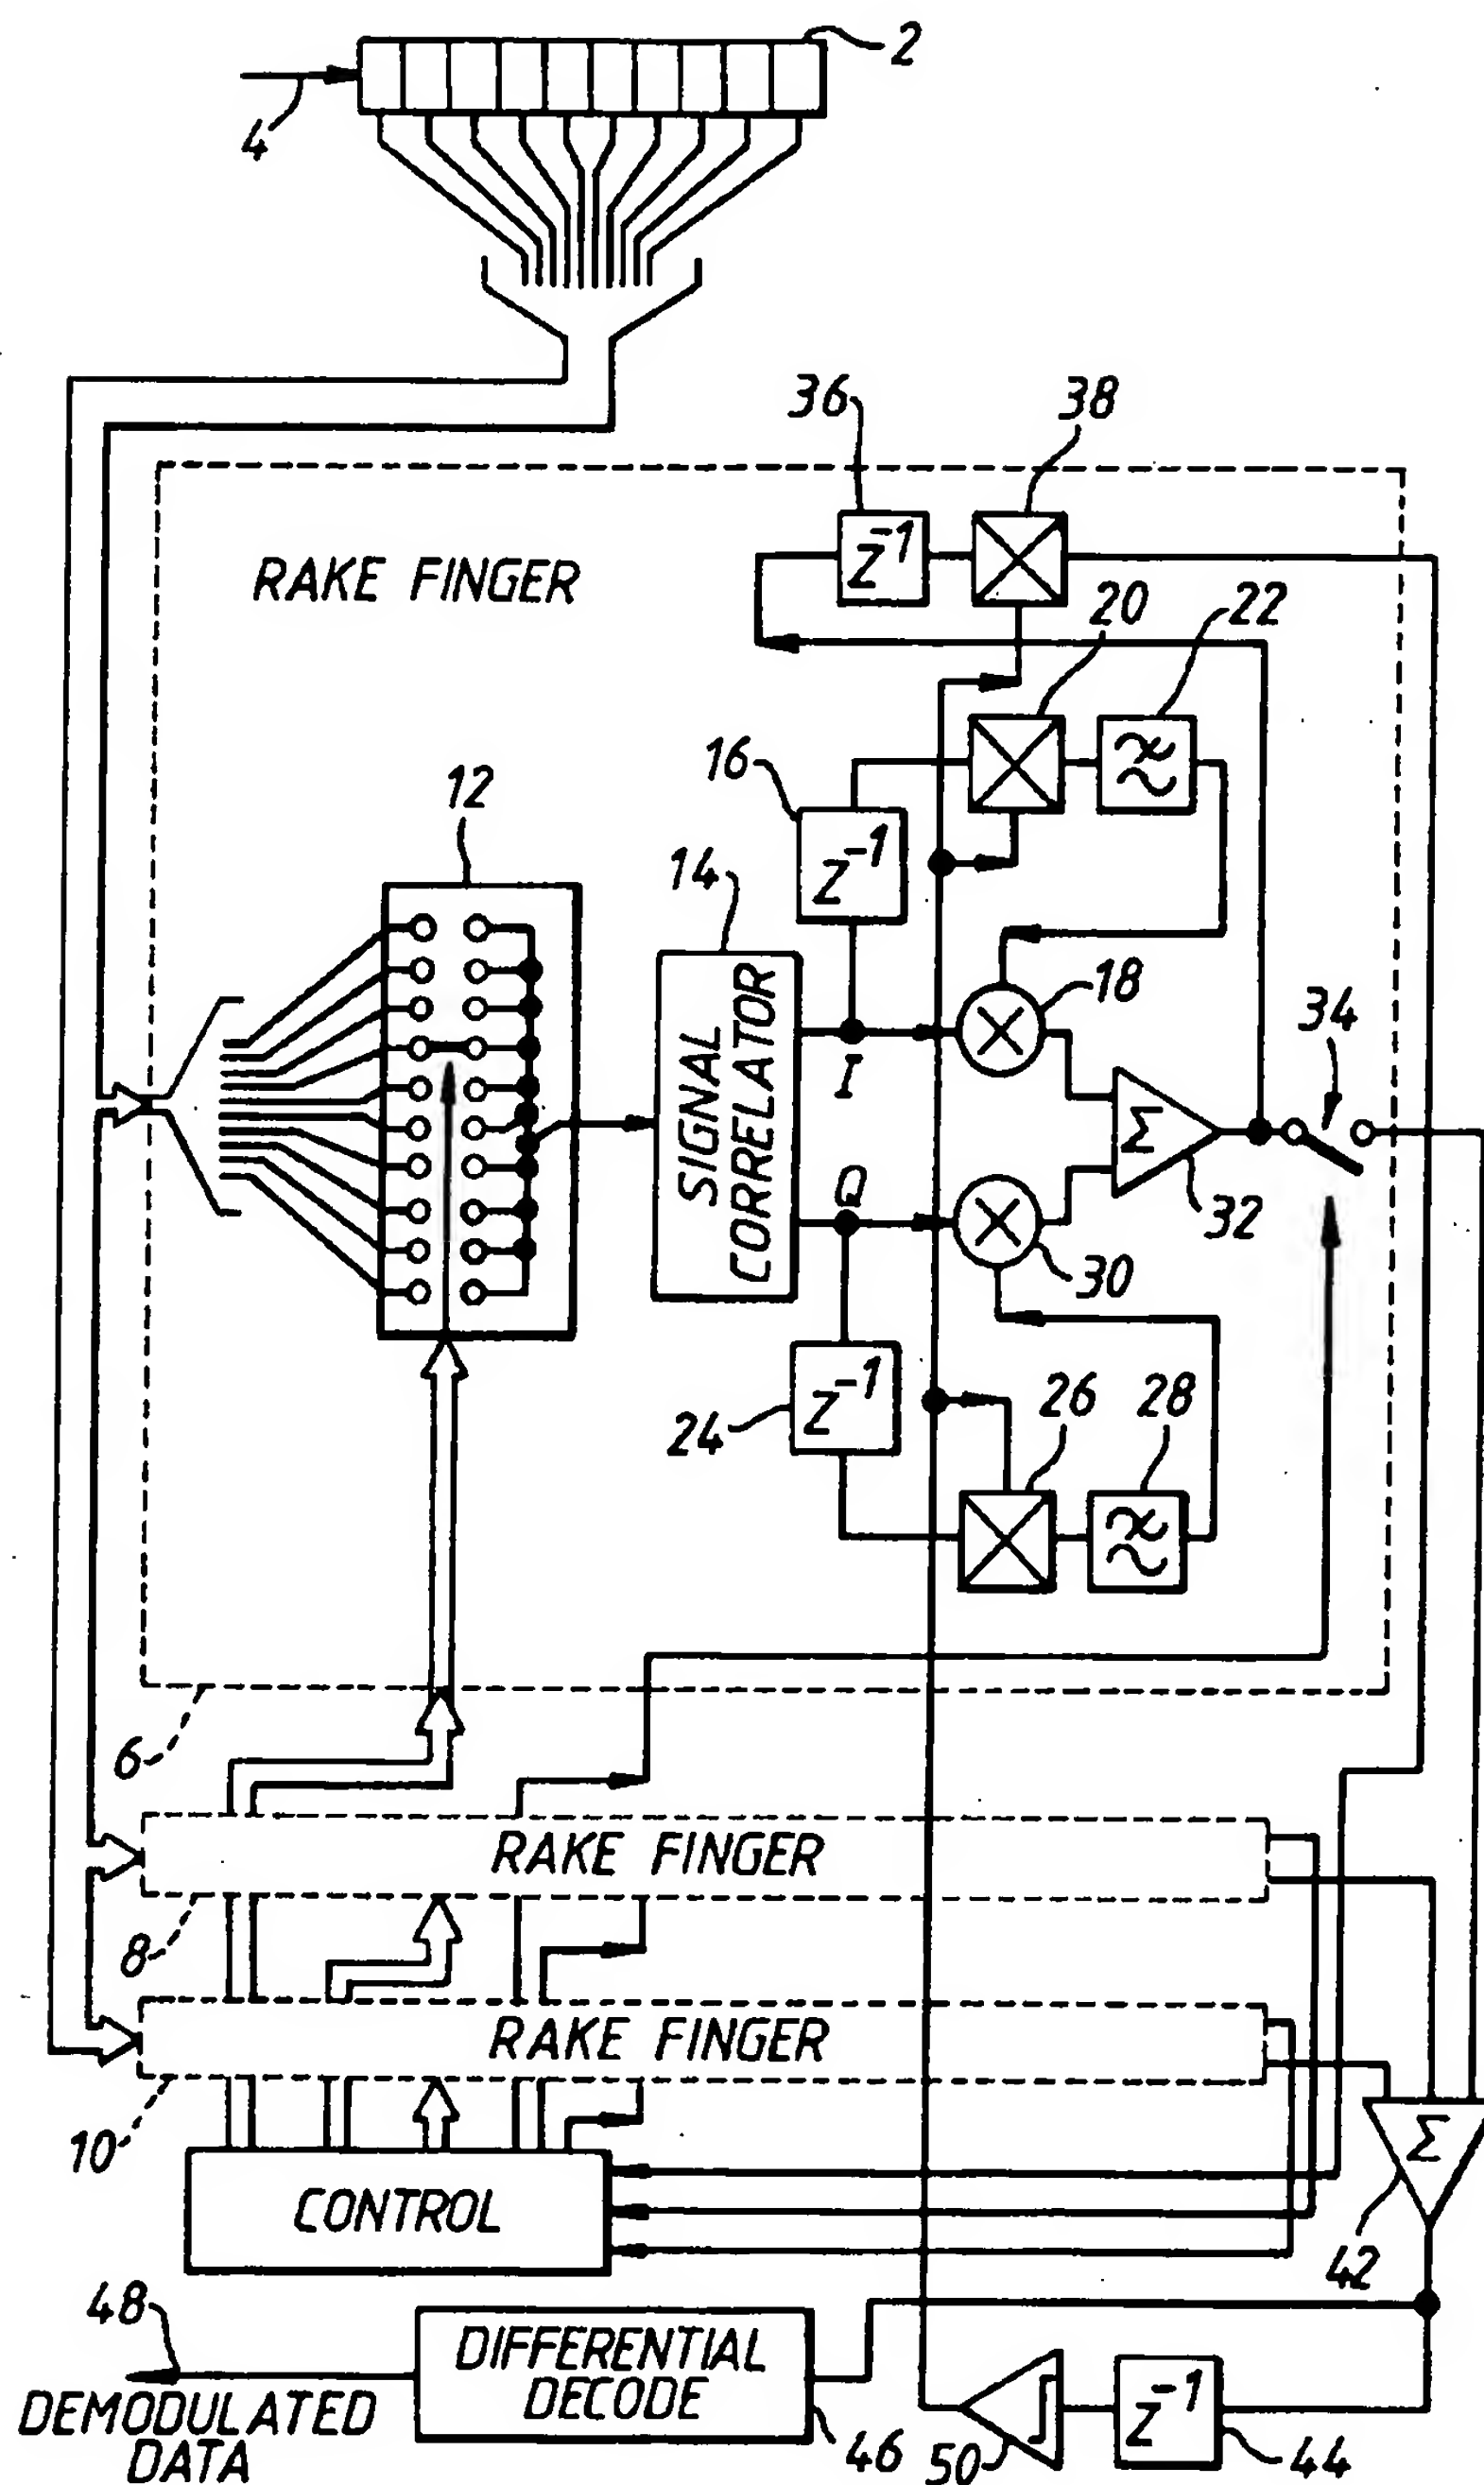 2
4
36
38
RAKE FINGER
20
22
Z⁻¹
16
12
Z⁻¹
14
18
34
I
SIGNAL
CORRELATOR
Σ
Q
32
30
Z⁻¹
24
26
28
6
RAKE FINGER
8
RAKE FINGER
10
Σ
CONTROL
42
48
DIFFERENTIAL
DECODE
DEMODULATED
DATA
Z⁻¹
46
50
44